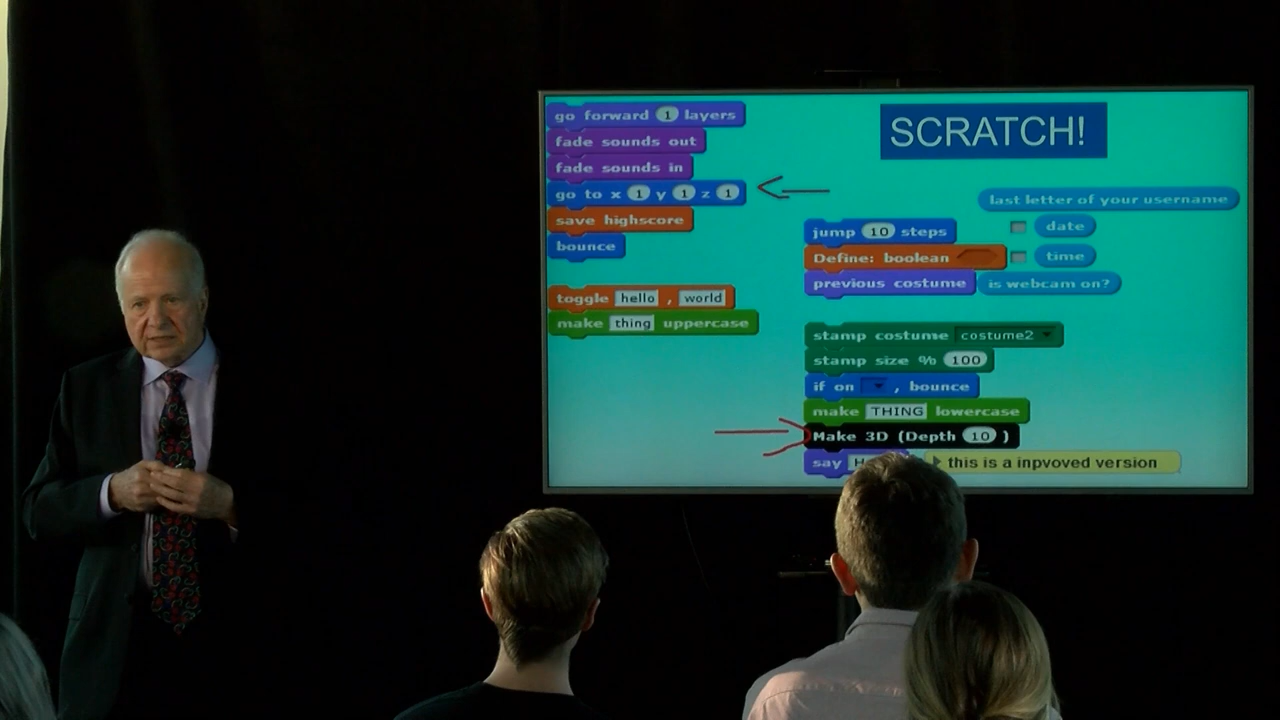 go forward 1 layers
fade sounds out
fade sounds in
go to x 1 y 1 z 1
save highscore
bounce
toggle hello , world
make thing uppercase
SCRATCH!
last letter of your username
jump 10 steps
date
Define: boolean
time
previous costume
is webcam on?
stamp costume costume2
stamp size % 100
if on , bounce
make THING lowercase
Make 3D (Depth 10 )
say
this is a inpvoved version